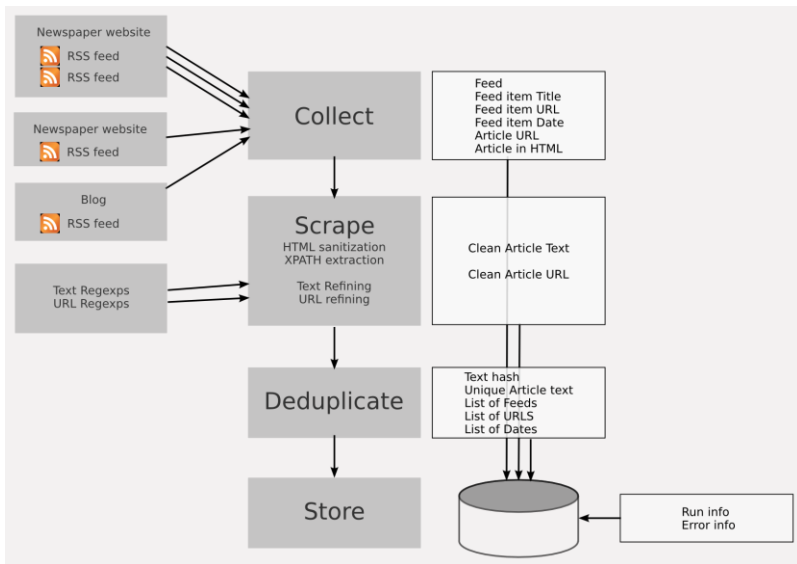 Newspaper website
RSS feed
RSS feed
Newspaper website
RSS feed
Blog
RSS feed
Text Regexps
URL Regexps
Collect
Feed
Feed item Title
Feed item URL
Feed item Date
Article URL
Article in HTML
Scrape
HTML sanitization
XPATH extraction
Text Refining
URL refining
Clean Article Text
Clean Article URL
Deduplicate
Text hash
Unique Article text
List of Feeds
List of URLS
List of Dates
Store
Run info
Error info